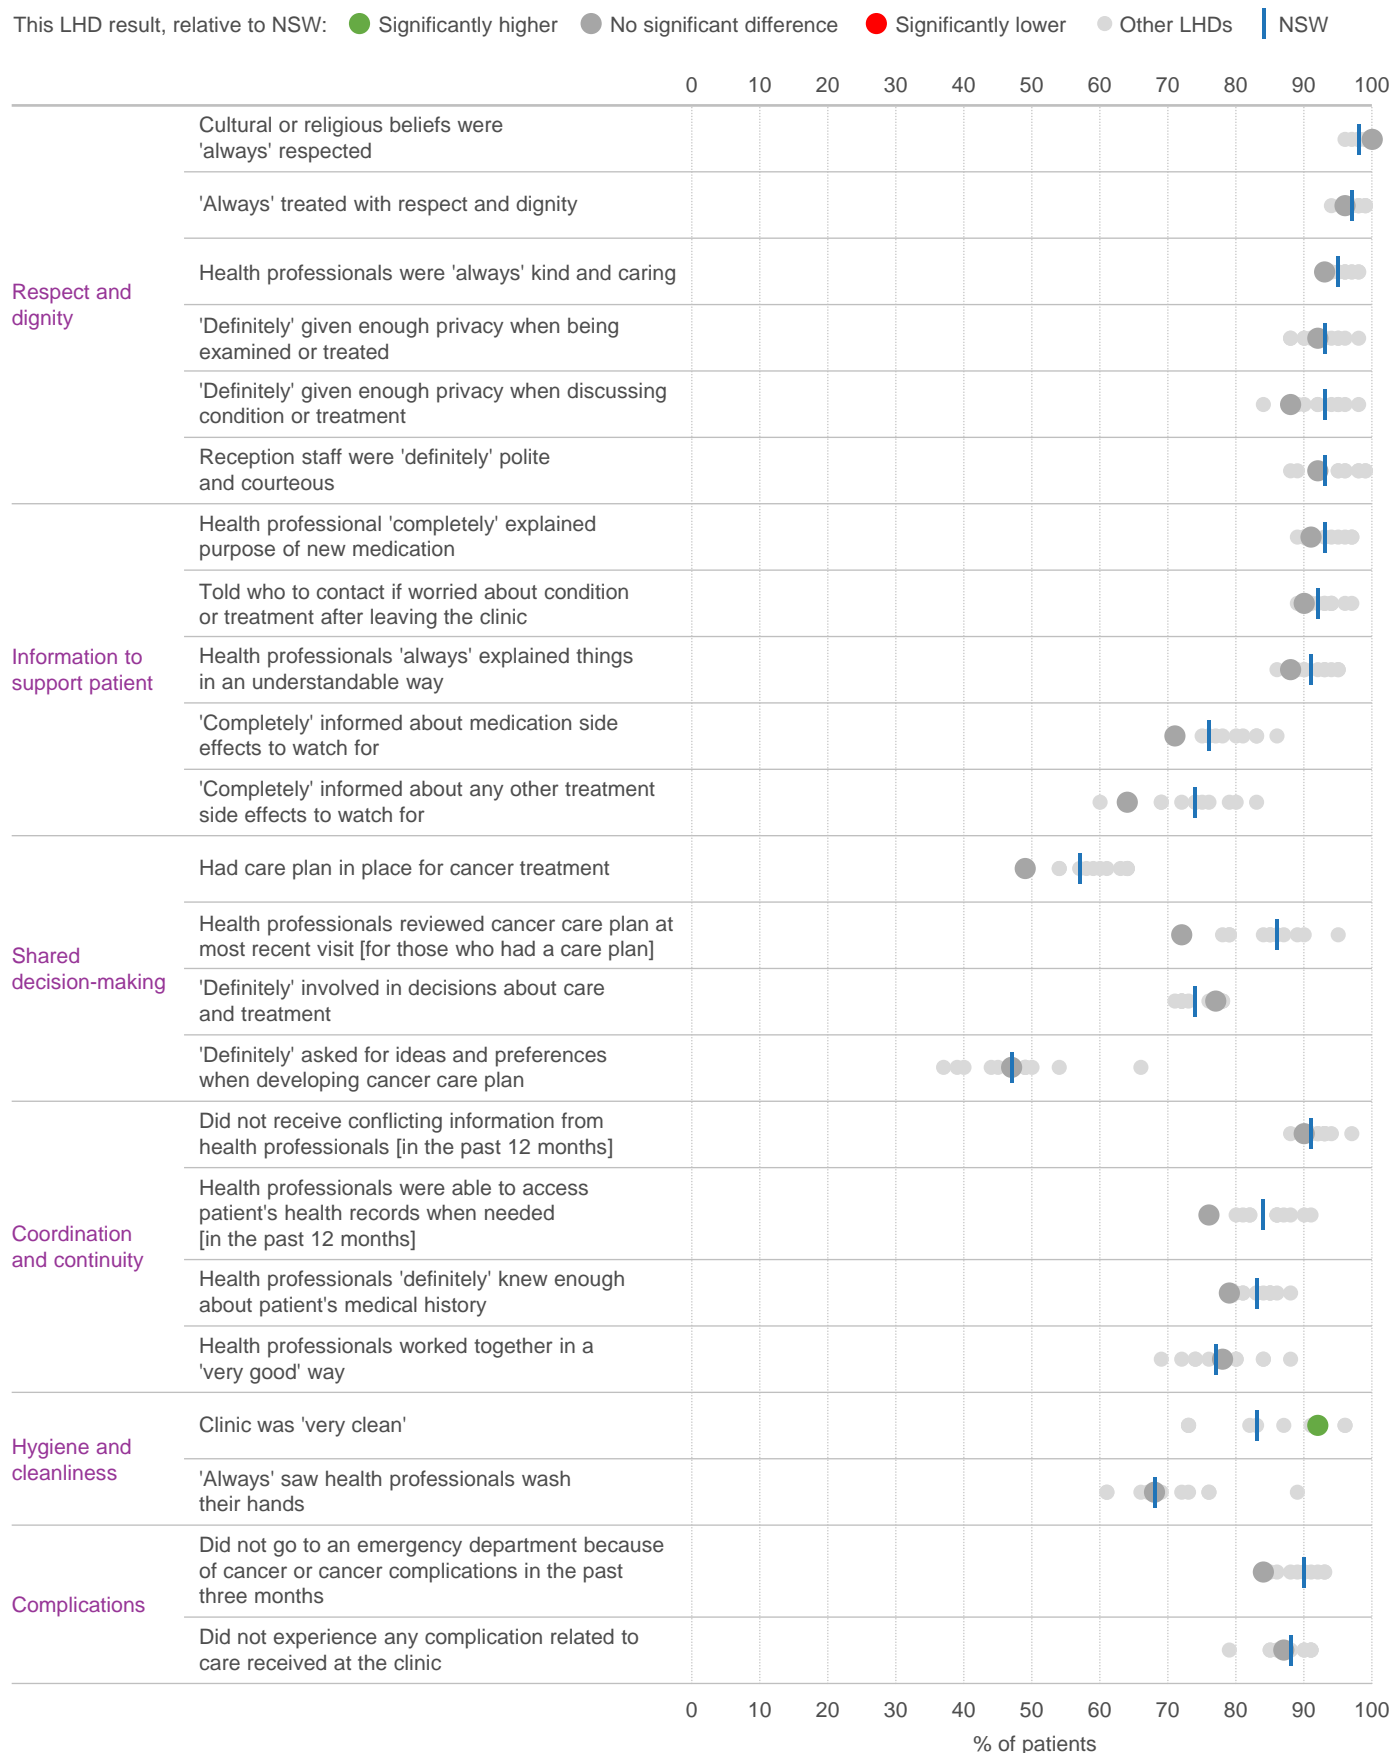 This LHD result, relative to NSW: Significantly higher No significant difference Significantly lower Other LHDs NSW
0 10 20 30 40 50 60 70 80 90 100
Respect and
dignity
Cultural or religious beliefs were
'always' respected
'Always' treated with respect and dignity
Health professionals were 'always' kind and caring
'Definitely' given enough privacy when being
examined or treated
'Definitely' given enough privacy when discussing
condition or treatment
Reception staff were 'definitely' polite
and courteous
Information to
support patient
Health professional 'completely' explained
purpose of new medication
Told who to contact if worried about condition
or treatment after leaving the clinic
Health professionals 'always' explained things
in an understandable way
'Completely' informed about medication side
effects to watch for
'Completely' informed about any other treatment
side effects to watch for
Shared
decision-making
Had care plan in place for cancer treatment
Health professionals reviewed cancer care plan at
most recent visit [for those who had a care plan]
'Definitely' involved in decisions about care
and treatment
'Definitely' asked for ideas and preferences
when developing cancer care plan
Coordination
and continuity
Did not receive conflicting information from
health professionals [in the past 12 months]
Health professionals were able to access
patient's health records when needed
[in the past 12 months]
Health professionals 'definitely' knew enough
about patient's medical history
Health professionals worked together in a
'very good' way
Hygiene and
cleanliness
Clinic was 'very clean'
'Always' saw health professionals wash
their hands
Complications
Did not go to an emergency department because
of cancer or cancer complications in the past
three months
Did not experience any complication related to
care received at the clinic
0 10 20 30 40 50 60 70 80 90 100
% of patients